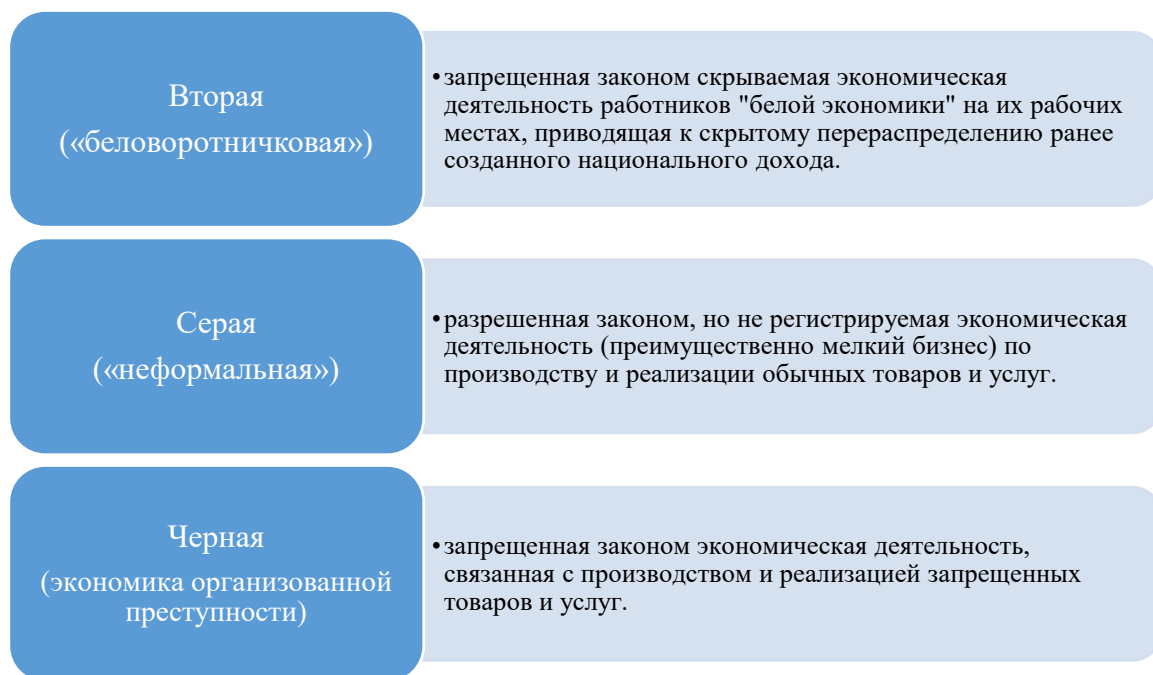 Вторая
(«беловоротничковая»)
•запрещенная законом скрываемая экономическая
деятельность работников "белой экономики" на их рабочих
местах, приводящая к скрытому перераспределению ранее
созданного национального дохода.
Серая
(«неформальная»)
•разрешенная законом, но не регистрируемая экономическая
деятельность (преимущественно мелкий бизнес) по
производству и реализации обычных товаров и услуг.
Черная
(экономика организованной
преступности)
•запрещенная законом экономическая деятельность,
связанная с производством и реализацией запрещенных
товаров и услуг.